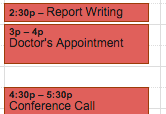 2:30p – Report Writing
3p – 4p
Doctor's Appointment
4:30p – 5:30p
Conference Call